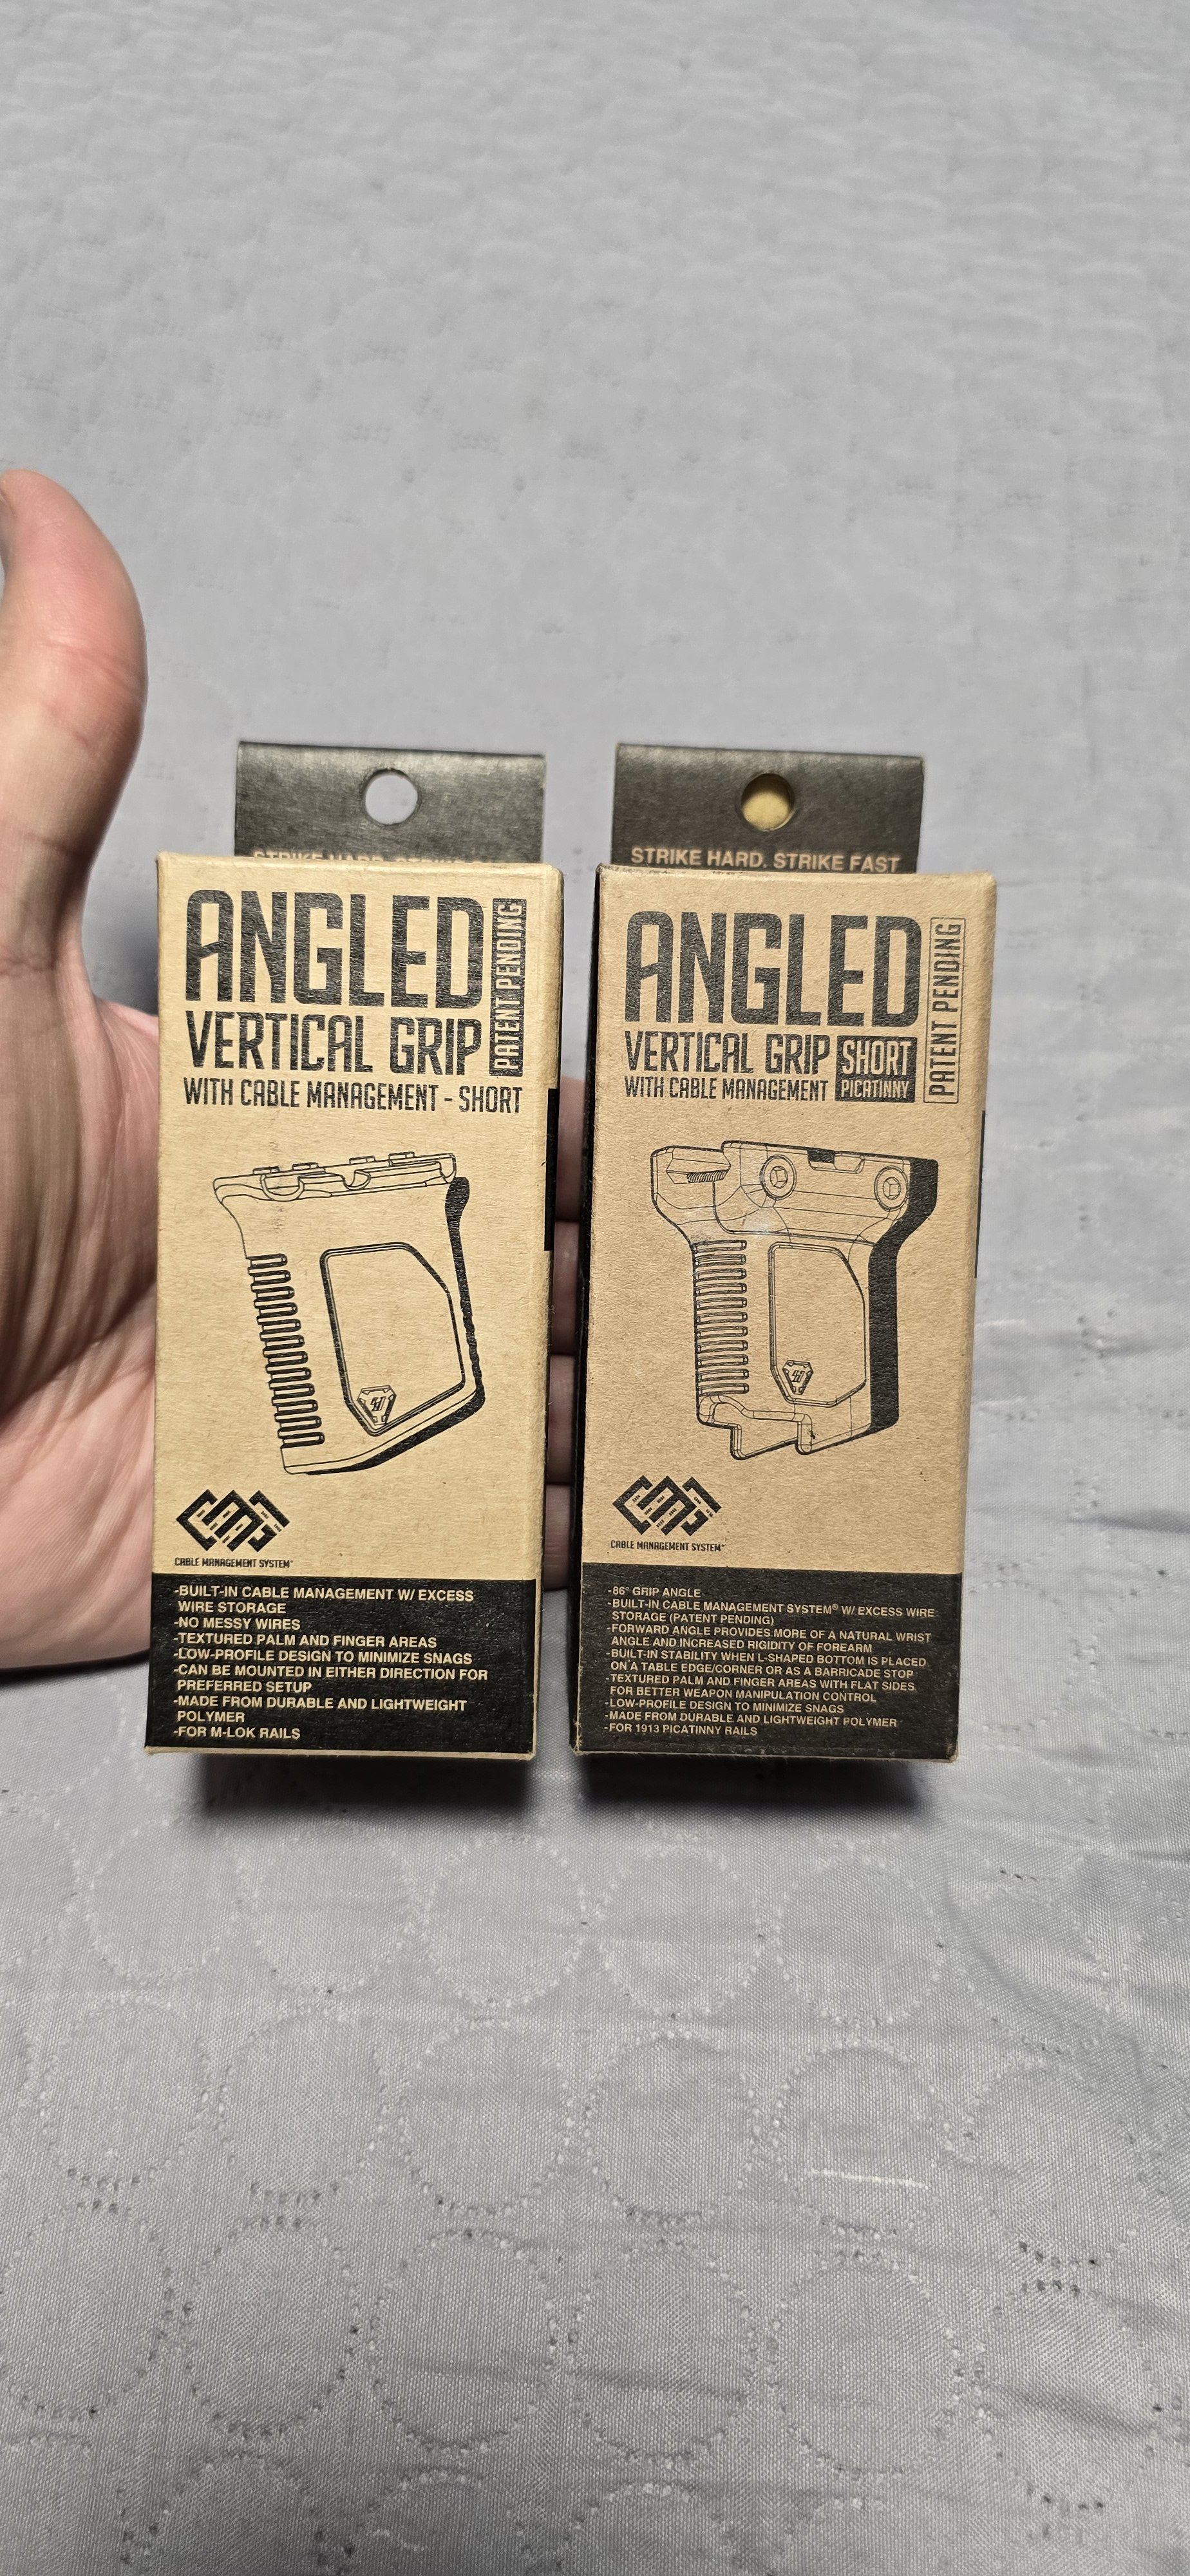 STRIKE HARD.
ANGLED
VERTICAL GRIP
PATENT PENDING
WITH CABLE MANAGEMENT - SHORT
CABLE MANAGEMENT SYSTEM™
-BUILT-IN CABLE MANAGEMENT W/ EXCESS
WIRE STORAGE
-NO MESSY WIRES
-TEXTURED PALM AND FINGER AREAS
-LOW-PROFILE DESIGN TO MINIMIZE SNAGS
-CAN BE MOUNTED IN EITHER DIRECTION FOR
PREFERRED SETUP
-MADE FROM DURABLE AND LIGHTWEIGHT
POLYMER
-FOR M-LOK RAILS
STRIKE HARD. STRIKE FAST
ANGLED
VERTICAL GRIP
WITH CABLE MANAGEMENT
SHORT
PICATINNY
PATENT PENDING
CABLE MANAGEMENT SYSTEM™
-86° GRIP ANGLE
-BUILT-IN CABLE MANAGEMENT SYSTEM® W/ EXCESS WIRE
STORAGE (PATENT PENDING)
-FORWARD ANGLE PROVIDES MORE OF A NATURAL WRIST
ANGLE AND INCREASED RIGIDITY OF FOREARM
-BUILT-IN STABILITY WHEN L-SHAPED BOTTOM IS PLACED
ON A TABLE EDGE/CORNER OR AS A BARRICADE STOP
-TEXTURED PALM AND FINGER AREAS WITH FLAT SIDES
FOR BETTER WEAPON MANIPULATION CONTROL
-LOW-PROFILE DESIGN TO MINIMIZE SNAGS
-MADE FROM DURABLE AND LIGHTWEIGHT POLYMER
-FOR 1913 PICATINNY RAILS